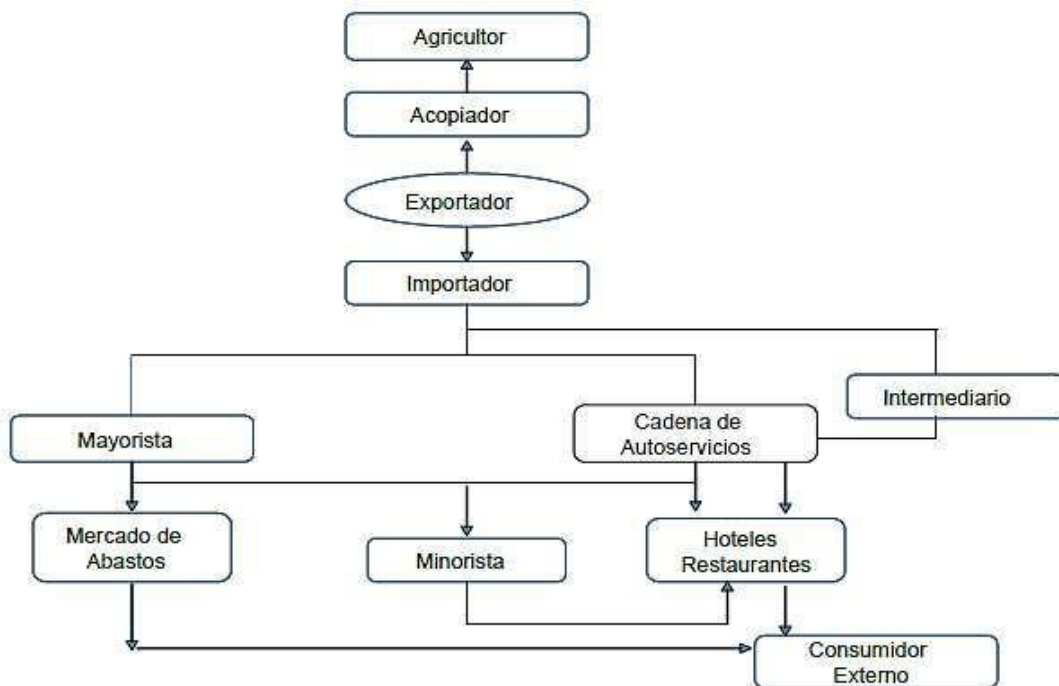 Agricultor
Acopiador
Exportador
Importador
Intermediario
Mayorista
Cadena de
Autoservicios
Mercado de
Abastos
Minorista
Hoteles
Restaurantes
Consumidor
Externo